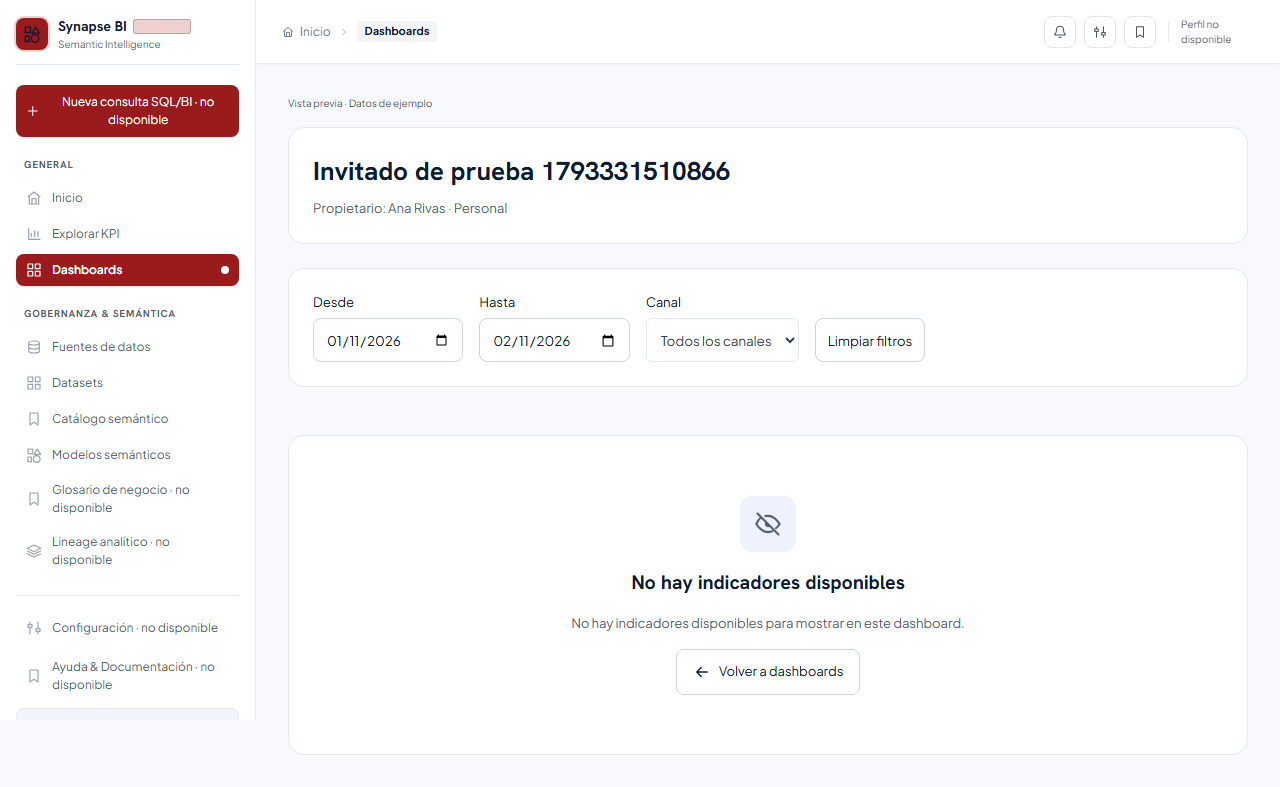 Synapse BI
Semantic Intelligence
Nueva consulta SQL/BI · no
disponible
GENERAL
Inicio
Explorar KPI
Dashboards
GOBERNANZA & SEMÁNTICA
Fuentes de datos
Datasets
Catálogo semántico
Modelos semánticos
Glosario de negocio · no
disponible
Lineage analítico · no
disponible
Configuración · no disponible
Ayuda & Documentación · no
disponible
Inicio
Dashboards
Perfil no
disponible
Vista previa · Datos de ejemplo
Invitado de prueba 1793331510866
Propietario: Ana Rivas · Personal
Desde
Hasta
Canal
01/11/2026
02/11/2026
Todos los canales
Limpiar filtros
No hay indicadores disponibles
No hay indicadores disponibles para mostrar en este dashboard.
Volver a dashboards